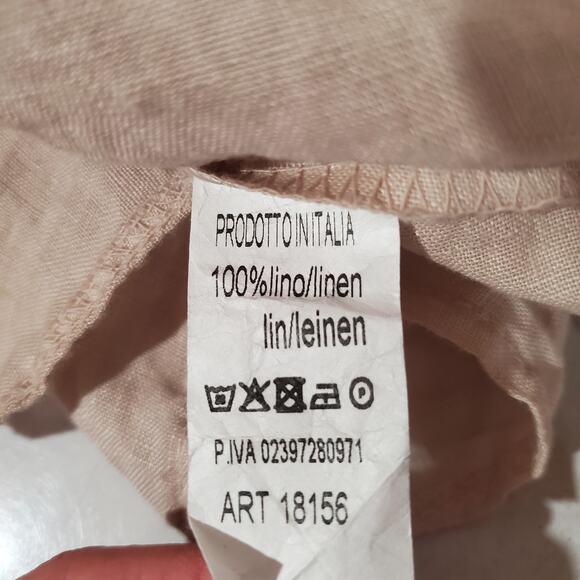 PRODOTTO IN ITALIA
100%lino/linen
lin/leinen
P.IVA 02397280971
ART 18156